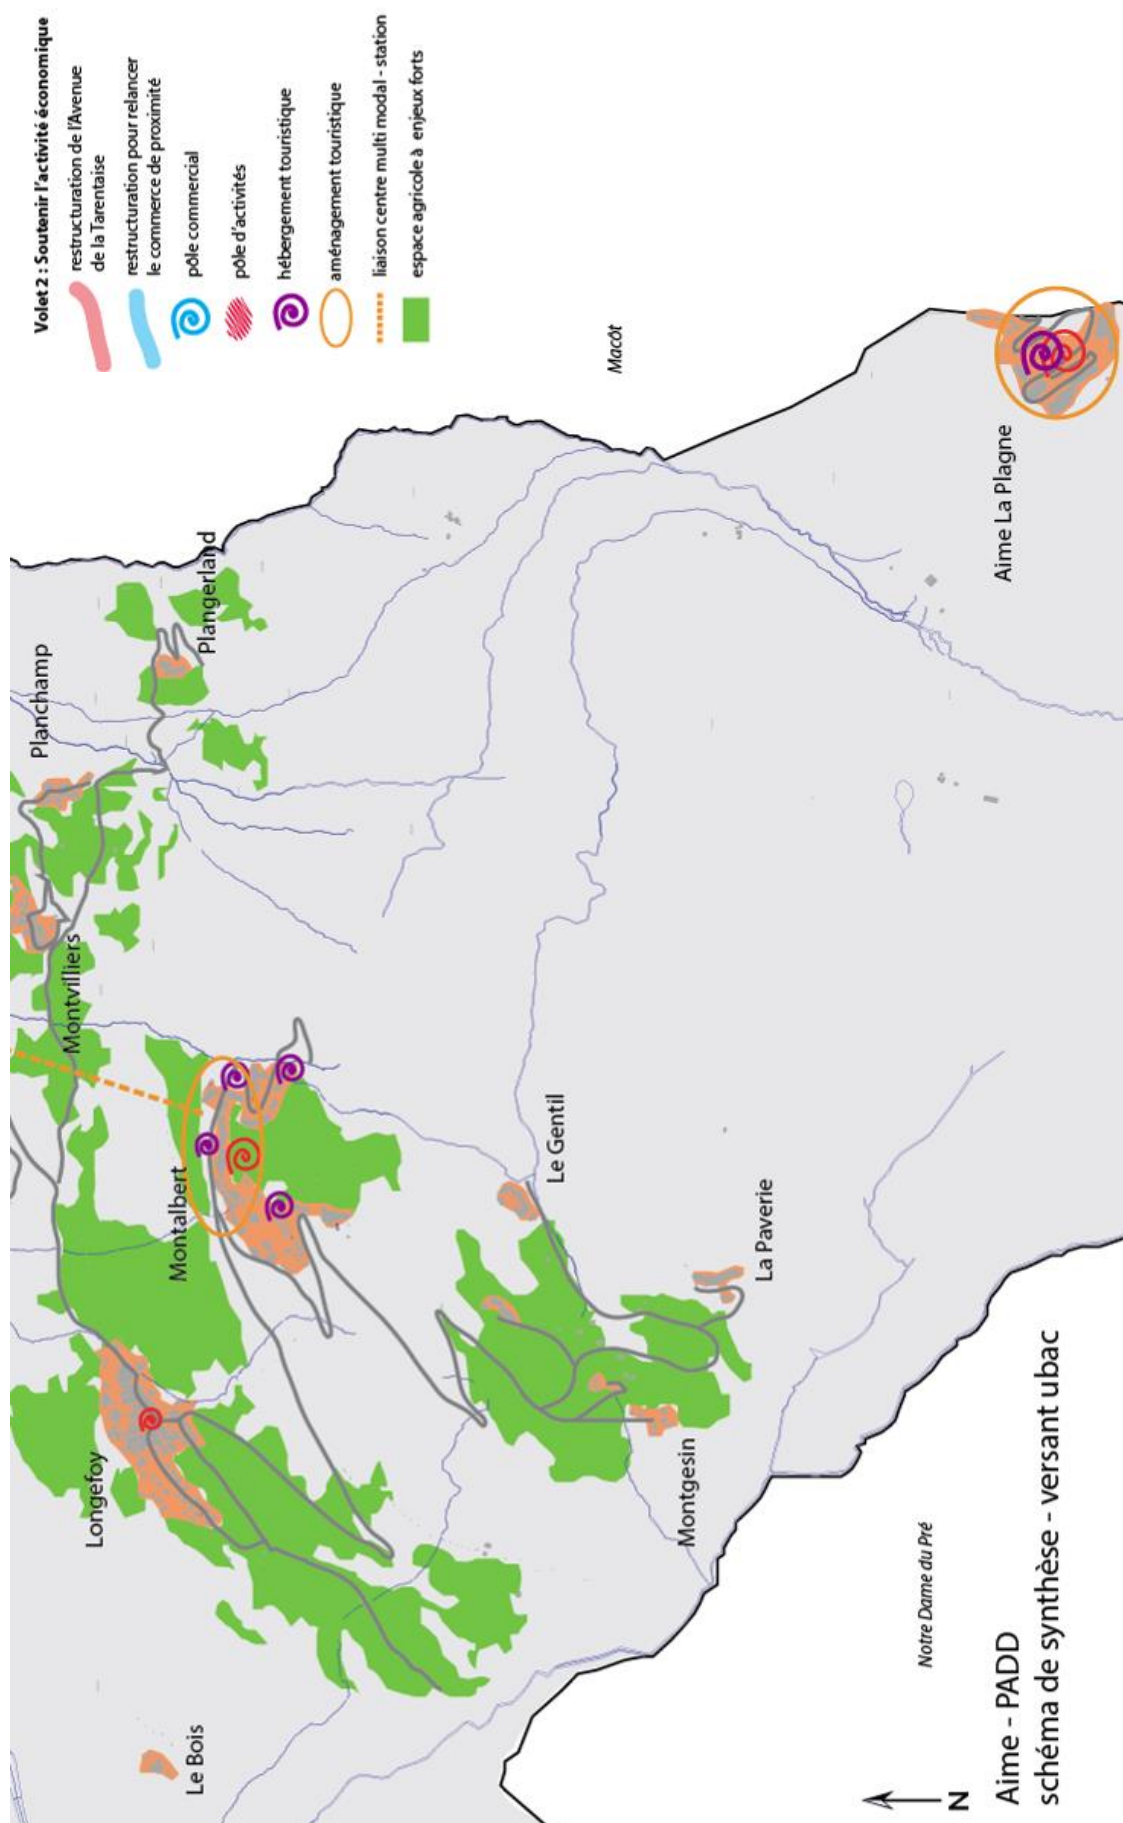 Volet 2 : Soutenir l'activité économique
restructuration de l'Avenue
de la Tarentaise
restructuration pour relancer
le commerce de proximité
pôle commercial
pôle d'activités
hébergement touristique
aménagement touristique
liaison centre multi modal - station
espace agricole à enjeux forts
Macôt
Planchamp
Plangerland
Montvilliers
Montalbert
Longefoy
Le Bois
Le Gentil
La Paverie
Montgesin
Aime La Plagne
Notre Dame du Pré
N
Aime - PADD
schéma de synthèse - versant ubac